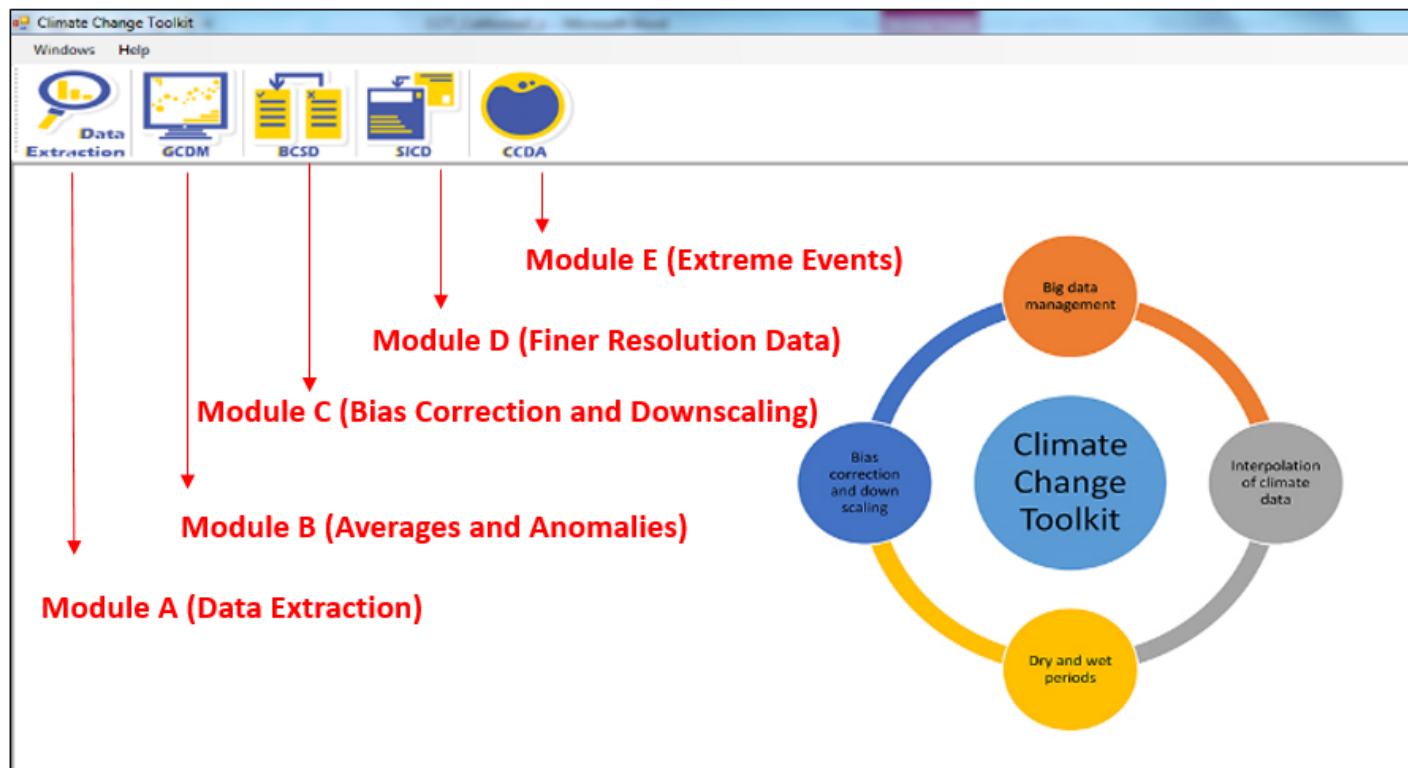 Climate Change Toolkit
Windows Help
Data
Extraction
GCDM
BCSD
SICD
CCDA
Module E (Extreme Events)
Module D (Finer Resolution Data)
Module C (Bias Correction and Downscaling)
Module B (Averages and Anomalies)
Module A (Data Extraction)
Big data
management
Bias
correction
and down
scaling
Climate
Change
Toolkit
Interpolation
of climate
data
Dry and wet
periods